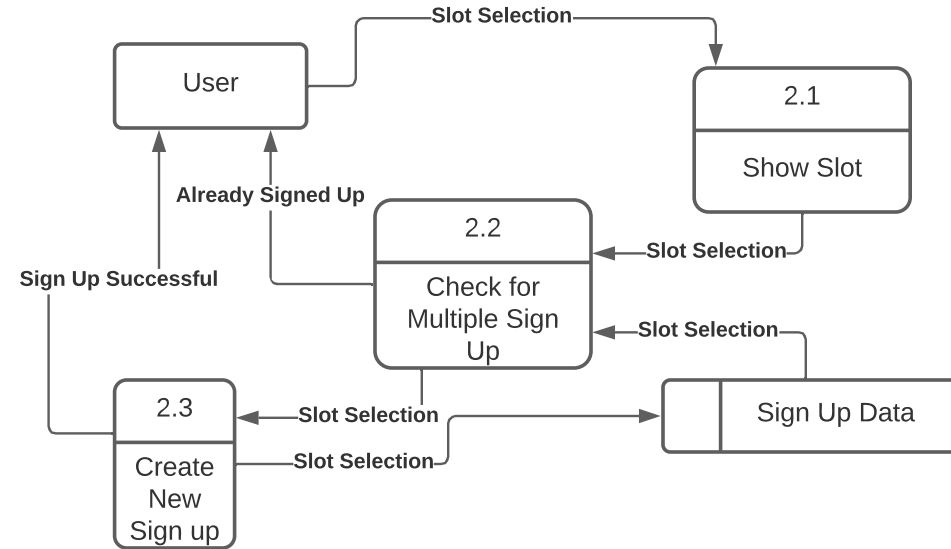 Slot Selection
User
2.1
Show Slot
Already Signed Up
2.2
Slot Selection
Sign Up Successful
Check for
Multiple Sign
Up
Slot Selection
2.3
Slot Selection
Sign Up Data
Create
New
Sign up
Slot Selection